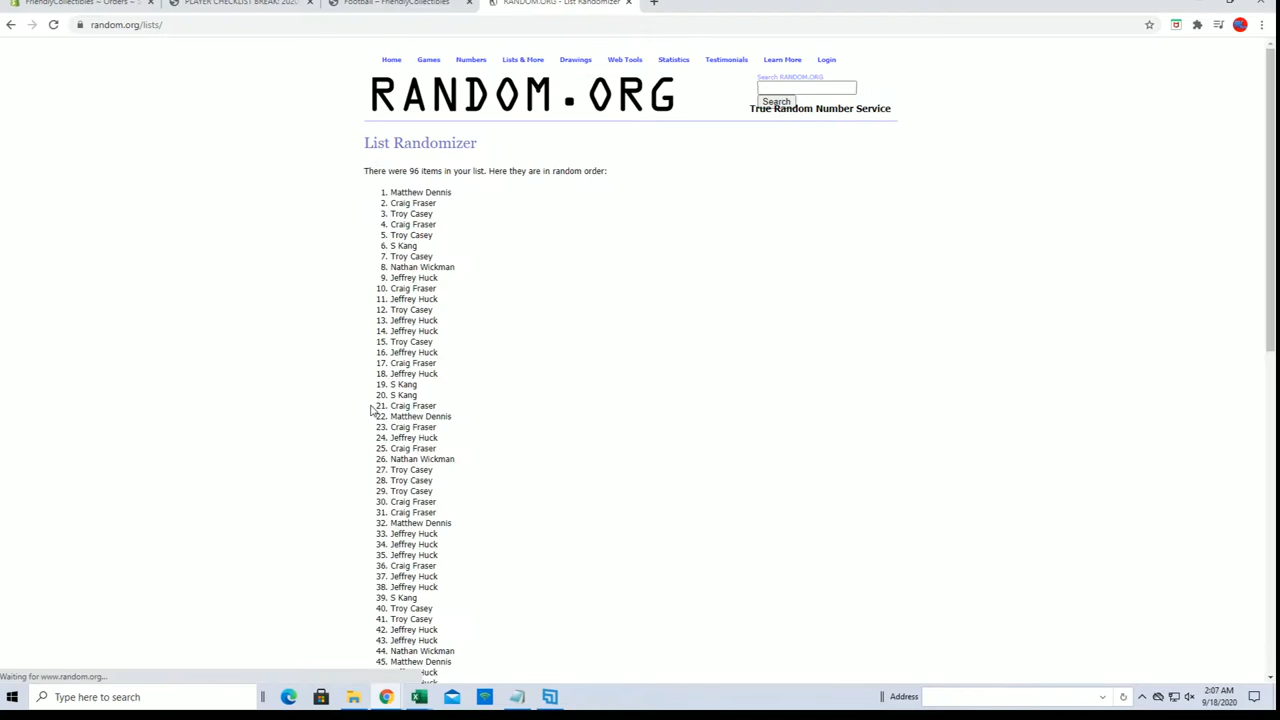 FriendlyCollectibles ~ Orders ~
PLAYER CHECKLIST BREAK: 2020
Football – FriendlyCollectibles
RANDOM.ORG - List Randomizer
random.org/lists/
Home Games Numbers Lists & More Drawings Web Tools Statistics Testimonials Learn More Login
RANDOM.ORG
Search RANDOM.ORG
Search
True Random Number Service
List Randomizer
There were 96 items in your list. Here they are in random order:
1. Matthew Dennis
2. Craig Fraser
3. Troy Casey
4. Craig Fraser
5. Troy Casey
6. S Kang
7. Troy Casey
8. Nathan Wickman
9. Jeffrey Huck
10. Craig Fraser
11. Jeffrey Huck
12. Troy Casey
13. Jeffrey Huck
14. Jeffrey Huck
15. Troy Casey
16. Jeffrey Huck
17. Craig Fraser
18. Jeffrey Huck
19. S Kang
20. S Kang
21. Craig Fraser
22. Matthew Dennis
23. Craig Fraser
24. Jeffrey Huck
25. Craig Fraser
26. Nathan Wickman
27. Troy Casey
28. Troy Casey
29. Troy Casey
30. Craig Fraser
31. Craig Fraser
32. Matthew Dennis
33. Jeffrey Huck
34. Jeffrey Huck
35. Jeffrey Huck
36. Craig Fraser
37. Jeffrey Huck
38. Jeffrey Huck
39. S Kang
40. Troy Casey
41. Troy Casey
42. Jeffrey Huck
43. Jeffrey Huck
44. Nathan Wickman
45. Matthew Dennis
Huck
Waiting for www.random.org...
Type here to search
Address
2:07 AM
9/18/2020